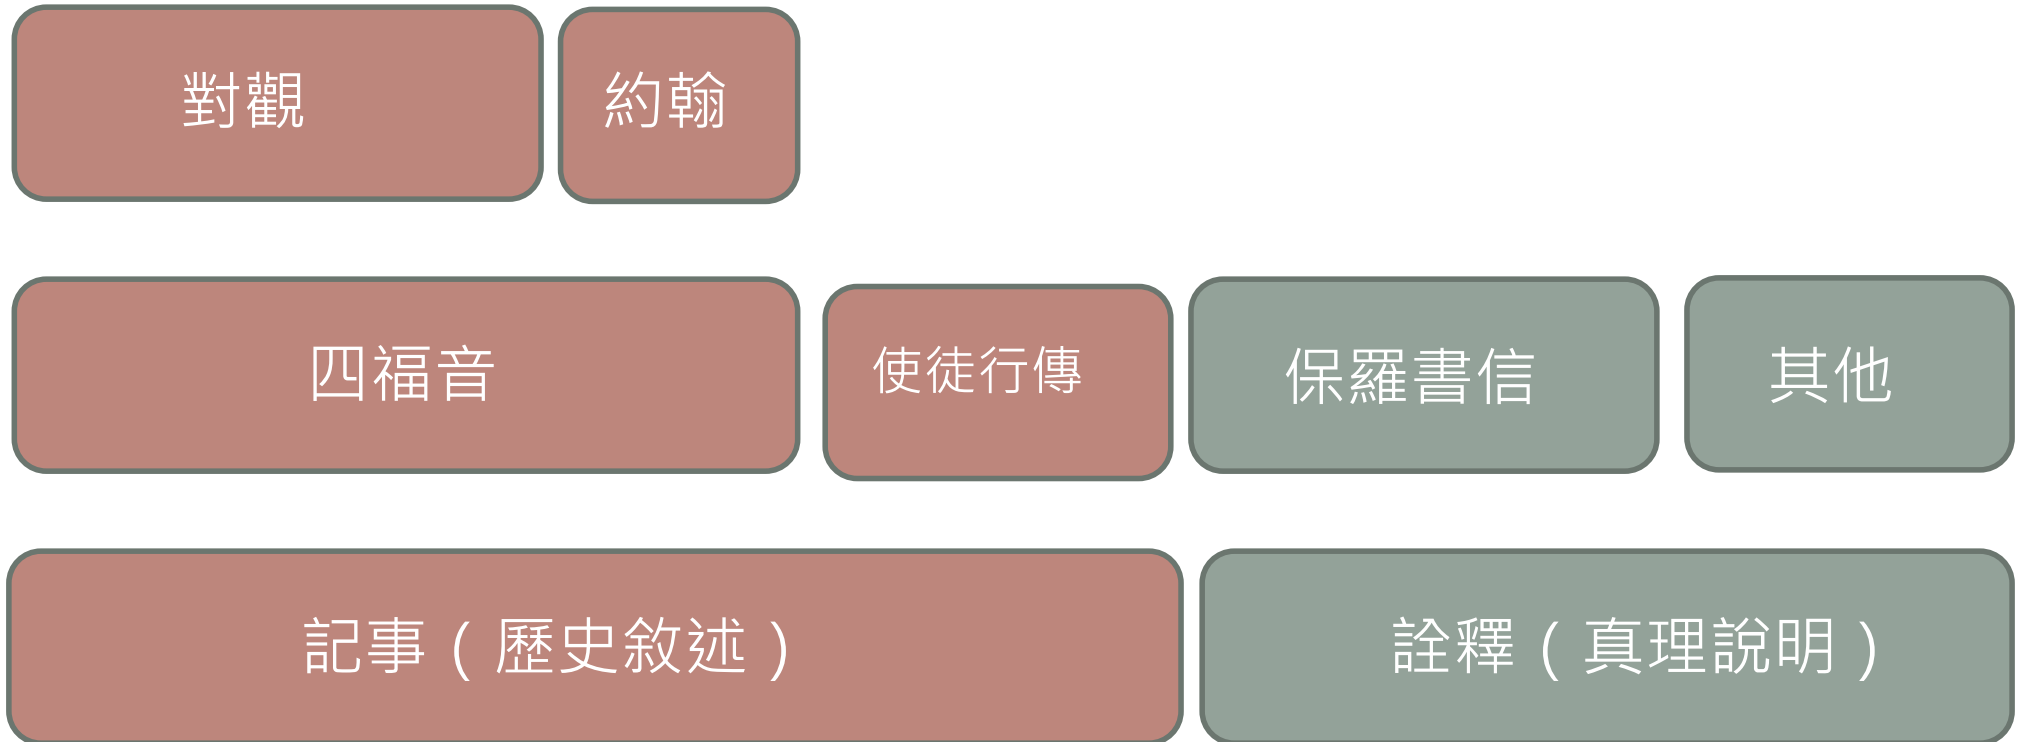 對觀 約翰
四福音 使徒行傳 保羅書信 其他
記事（歷史敘述） 詮釋（真理說明）